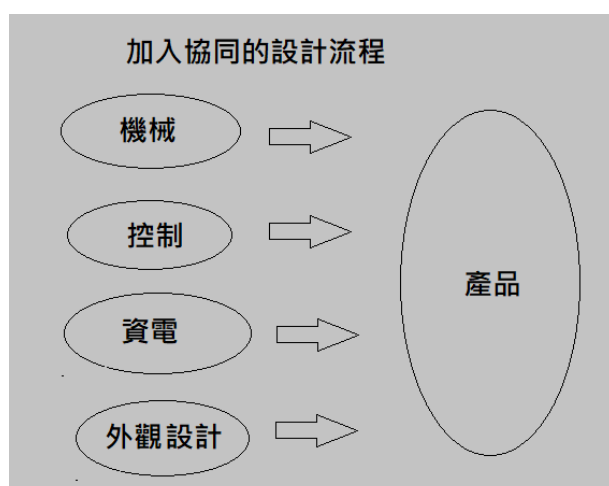 加入協同的設計流程
機械
控制
資電
外觀設計
產品